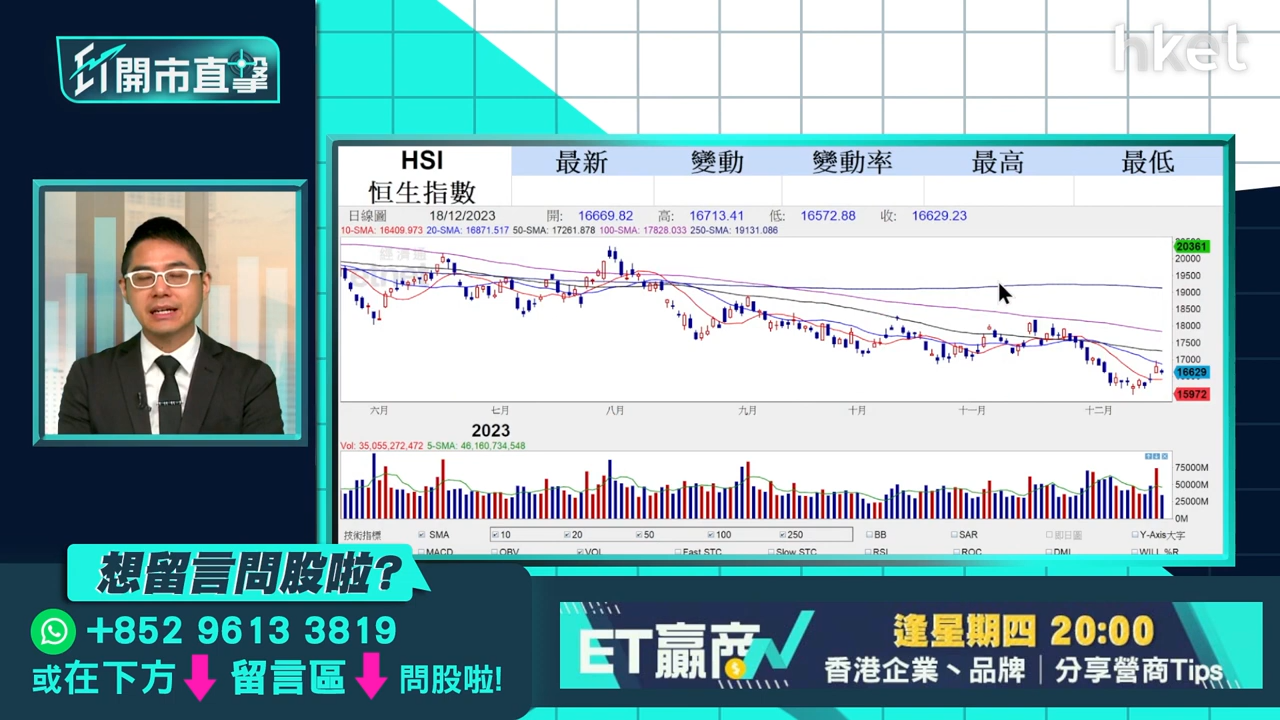 ET開市直擊
hket
HSI
恒生指數
最新 變動 變動率 最高 最低
日線圖 18/12/2023 開: 16669.82 高: 16713.41 低: 16572.88 收: 16629.23
10-SMA: 16409.973 20-SMA: 16871.517 50-SMA: 17261.878 100-SMA: 17828.033 250-SMA: 19131.086
經濟通
20361
20000
19500
19000
18500
18000
17500
17000
16629
15972
六月 七月 八月 九月 十月 十一月 十二月
2023
Vol: 35,055,272,472 5-SMA: 46,160,734,548
75000M
50000M
25000M
0M
技術指標 SMA 10 20 50 100 250 BB SAR 即日圖 Y-Axis大字
MACD OBV VOL Fast STC Slow STC RSI ROC DMI WILL %R
想留言問股啦?
+852 9613 3819
或在下方 留言區 問股啦!
ET贏商
逢星期四 20:00
香港企業、品牌｜分享營商Tips